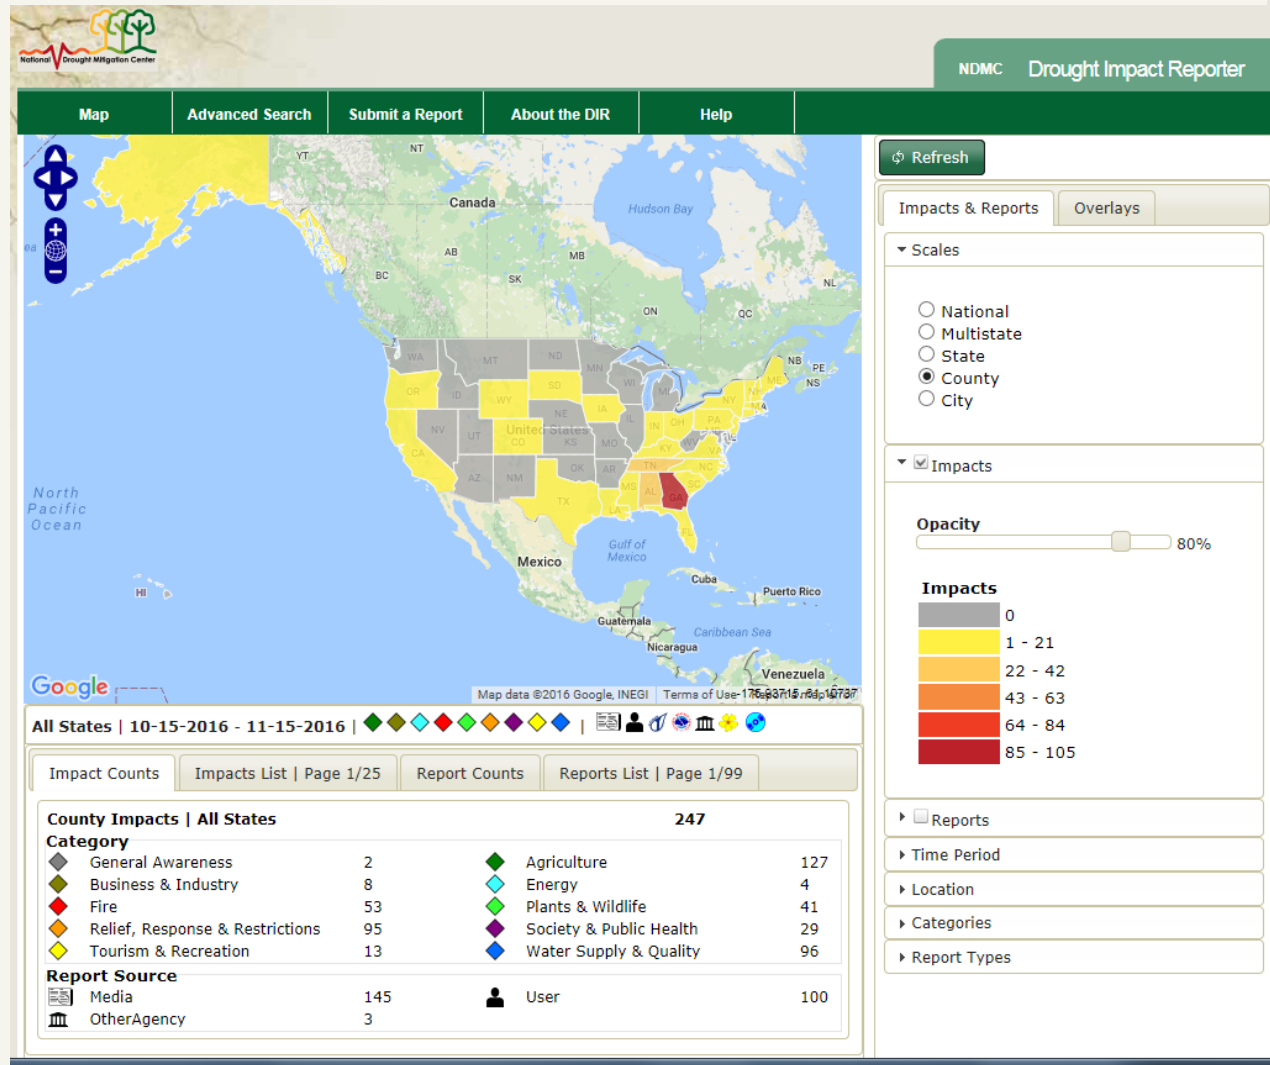 National Drought Mitigation Center
NDMC Drought Impact Reporter
Map Advanced Search Submit a Report About the DIR Help
YT
NT
Canada
Hudson Bay
AB
MB
BC
SK
NL
ON
QC
NB
PE
NS
WA
MT
ND
MN
WI
MI
ME
OR
ID
WY
SD
IA
NY
MA
NV
UT
NE
IL
IN
OH
PA
United States
CO
KS
MO
KY
WV
VA
CA
AZ
NM
OK
AR
TN
NC
MS
AL
GA
SC
TX
LA
FL
North
Pacific
Ocean
Gulf of
Mexico
Mexico
Cuba
Puerto Rico
HI
Guatemala
Caribbean Sea
Nicaragua
Venezuela
Google
Map data ©2016 Google, INEGI Terms of Use
All States | 10-15-2016 - 11-15-2016 |
Impact Counts Impacts List | Page 1/25 Report Counts Reports List | Page 1/99
County Impacts | All States 247
Category
General Awareness 2 Agriculture 127
Business & Industry 8 Energy 4
Fire 53 Plants & Wildlife 41
Relief, Response & Restrictions 95 Society & Public Health 29
Tourism & Recreation 13 Water Supply & Quality 96
Report Source
Media 145 User 100
OtherAgency 3
Refresh
Impacts & Reports Overlays
Scales
National
Multistate
State
County
City
Impacts
Opacity
80%
Impacts
0
1 - 21
22 - 42
43 - 63
64 - 84
85 - 105
Reports
Time Period
Location
Categories
Report Types